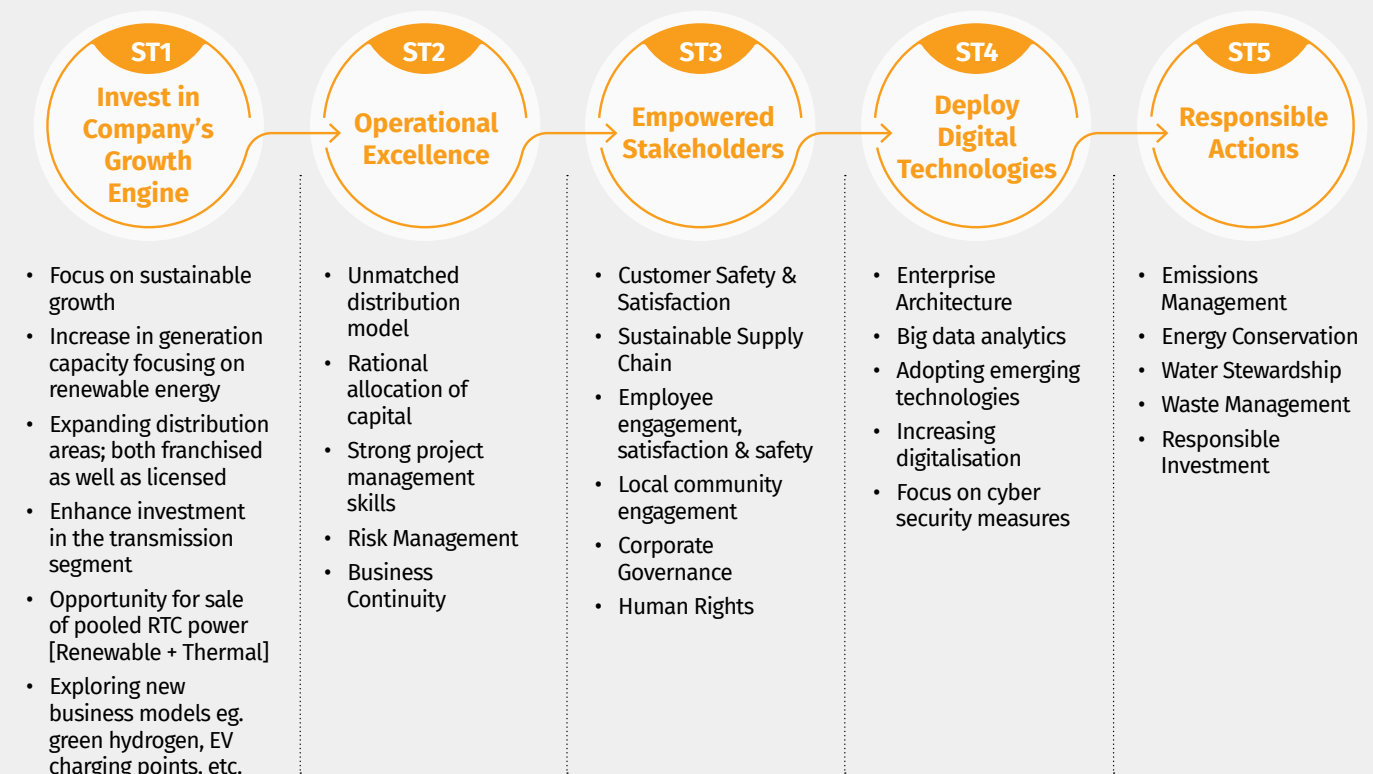 ST1
Invest in
Company’s
Growth
Engine
ST2
Operational
Excellence
ST3
Empowered
Stakeholders
ST4
Deploy
Digital
Technologies
ST5
Responsible
Actions
• Focus on sustainable
growth
• Increase in generation
capacity focusing on
renewable energy
• Expanding distribution
areas; both franchised
as well as licensed
• Enhance investment
in the transmission
segment
• Opportunity for sale
of pooled RTC power
[Renewable + Thermal]
• Exploring new
business models eg.
green hydrogen, EV
charging points, etc.
• Unmatched
distribution
model
• Rational
allocation of
capital
• Strong project
management
skills
• Risk Management
• Business
Continuity
• Customer Safety &
Satisfaction
• Sustainable Supply
Chain
• Employee
engagement,
satisfaction & safety
• Local community
engagement
• Corporate
Governance
• Human Rights
• Enterprise
Architecture
• Big data analytics
• Adopting emerging
technologies
• Increasing
digitalisation
• Focus on cyber
security measures
• Emissions
Management
• Energy Conservation
• Water Stewardship
• Waste Management
• Responsible
Investment